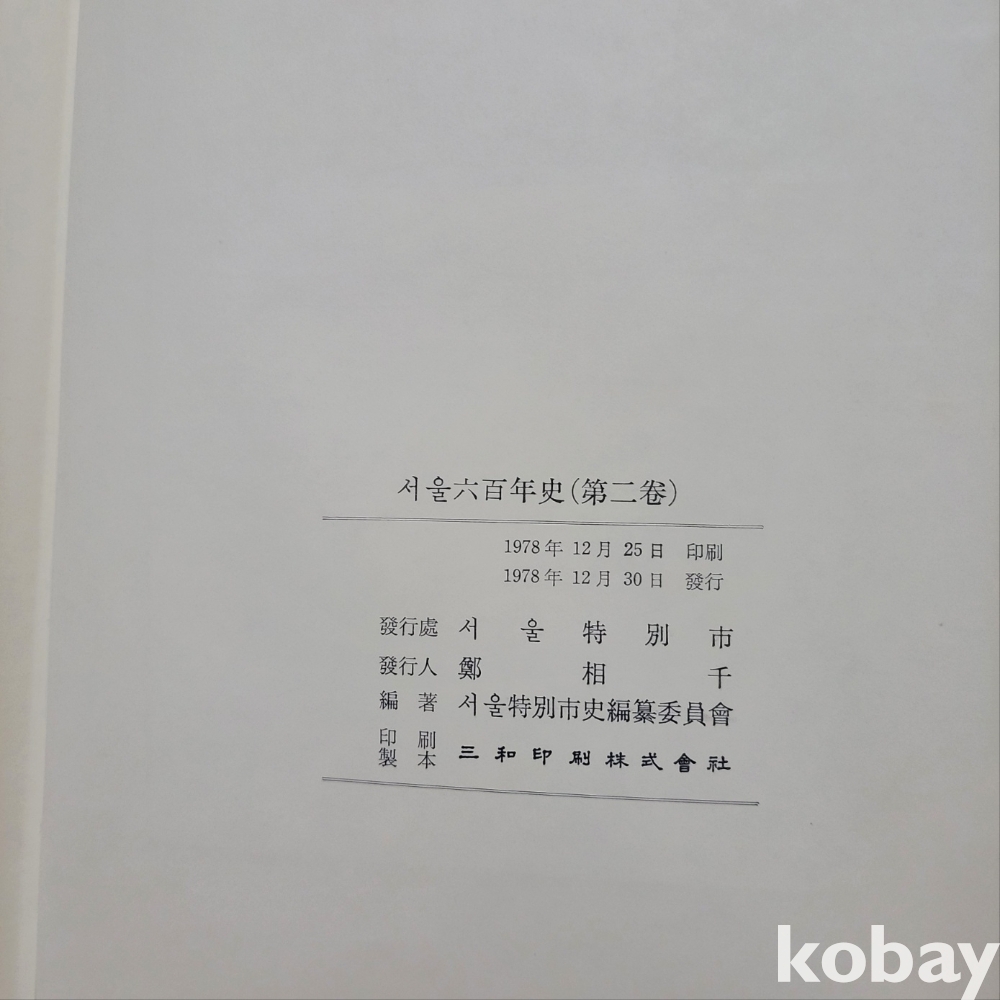 서울六百年史(第二卷)
1978年 12月 25日 印刷
1978年 12月 30日 發行
發行處 서울特別市
發行人 鄭相千
編著 서울特別市史編纂委員會
印刷
製本 三和印刷株式會社
kobay